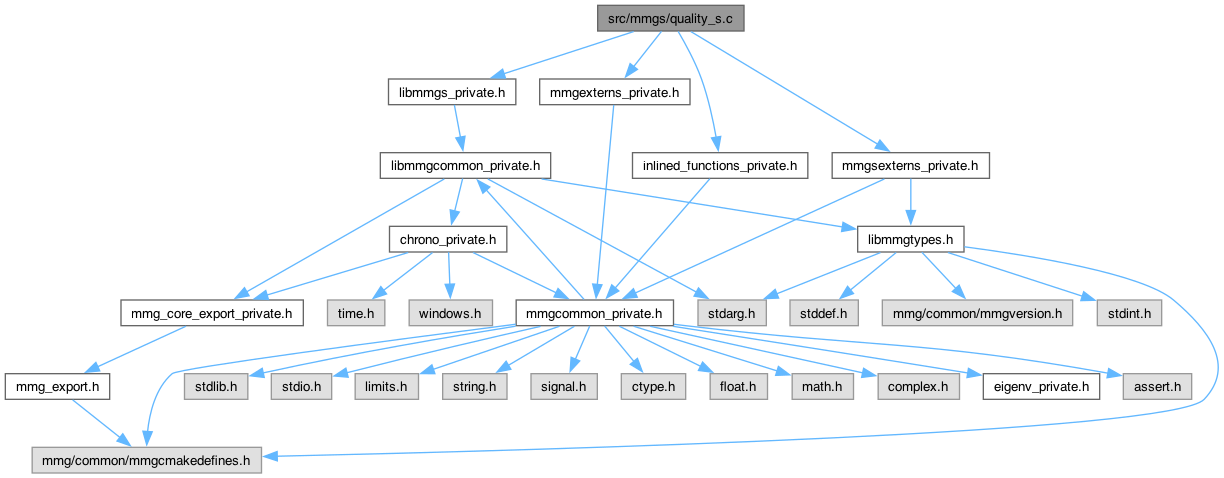 src/mmgs/quality_s.c
libmmgs_private.h
mmgexterns_private.h
libmmgcommon_private.h
inlined_functions_private.h
mmgsexterns_private.h
chrono_private.h
libmmgtypes.h
mmg_core_export_private.h
time.h
windows.h
mmgcommon_private.h
stdarg.h
stddef.h
mmg/common/mmgversion.h
stdint.h
mmg_export.h
stdlib.h
stdio.h
limits.h
string.h
signal.h
ctype.h
float.h
math.h
complex.h
eigenv_private.h
assert.h
mmg/common/mmgcmakedefines.h